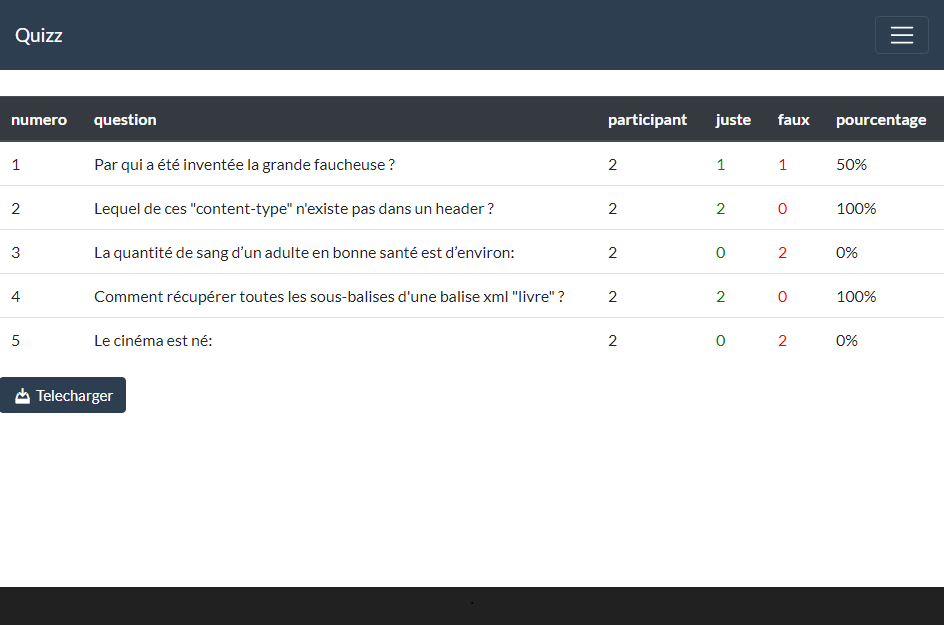 Quizz
numero question participant juste faux pourcentage
1 Par qui a été inventée la grande faucheuse ? 2 1 1 50%
2 Lequel de ces "content-type" n'existe pas dans un header ? 2 2 0 100%
3 La quantité de sang d’un adulte en bonne santé est d’environ: 2 0 2 0%
4 Comment récupérer toutes les sous-balises d'une balise xml "livre" ? 2 2 0 100%
5 Le cinéma est né: 2 0 2 0%
Telecharger
.